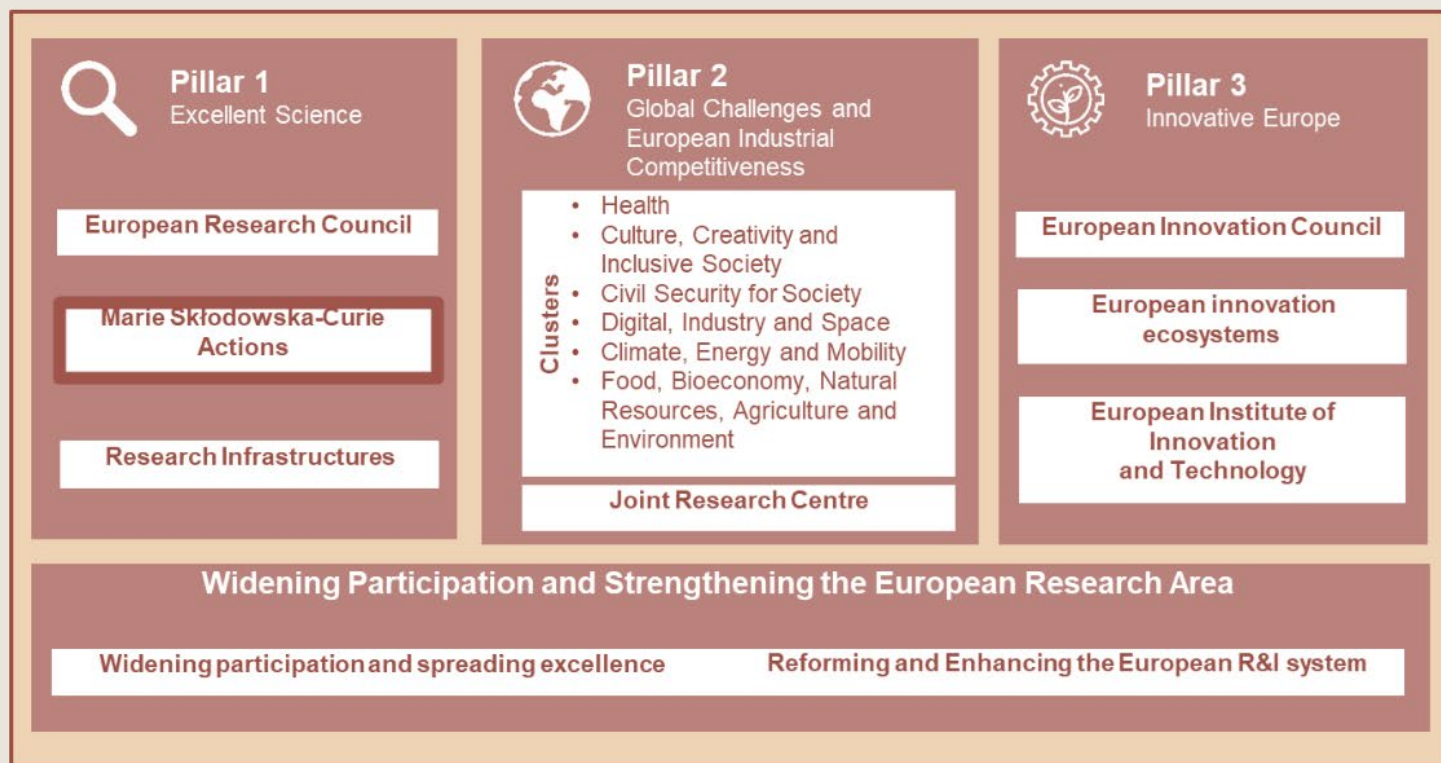 Pillar 1
Excellent Science
European Research Council
Marie Skłodowska-Curie
Actions
Research Infrastructures
Pillar 2
Global Challenges and
European Industrial
Competitiveness
Clusters
• Health
• Culture, Creativity and
Inclusive Society
• Civil Security for Society
• Digital, Industry and Space
• Climate, Energy and Mobility
• Food, Bioeconomy, Natural
Resources, Agriculture and
Environment
Joint Research Centre
Pillar 3
Innovative Europe
European Innovation Council
European innovation
ecosystems
European Institute of
Innovation
and Technology
Widening Participation and Strengthening the European Research Area
Widening participation and spreading excellence
Reforming and Enhancing the European R&I system